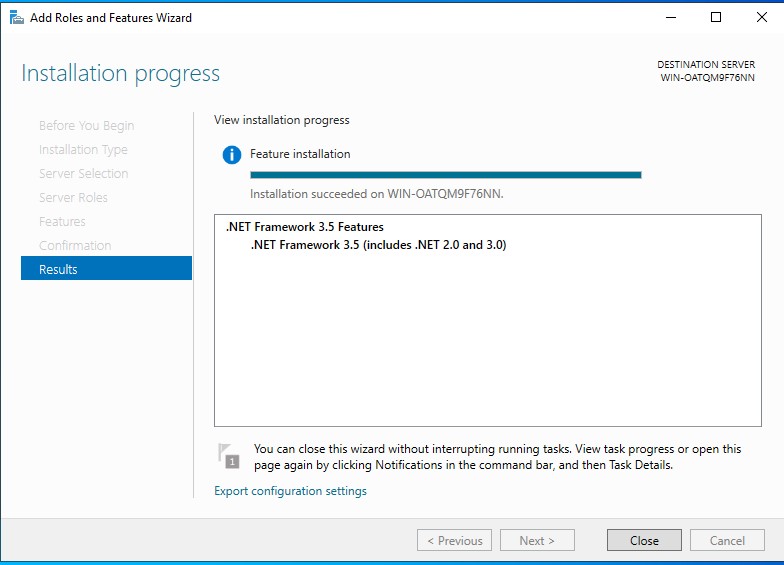 Add Roles and Features Wizard
Installation progress
DESTINATION SERVER
WIN-OATQM9F76NN
Before You Begin
Installation Type
Server Selection
Server Roles
Features
Confirmation
Results
View installation progress
Feature installation
Installation succeeded on WIN-OATQM9F76NN.
.NET Framework 3.5 Features
.NET Framework 3.5 (includes .NET 2.0 and 3.0)
1
You can close this wizard without interrupting running tasks. View task progress or open this
page again by clicking Notifications in the command bar, and then Task Details.
Export configuration settings
< Previous
Next >
Close
Cancel